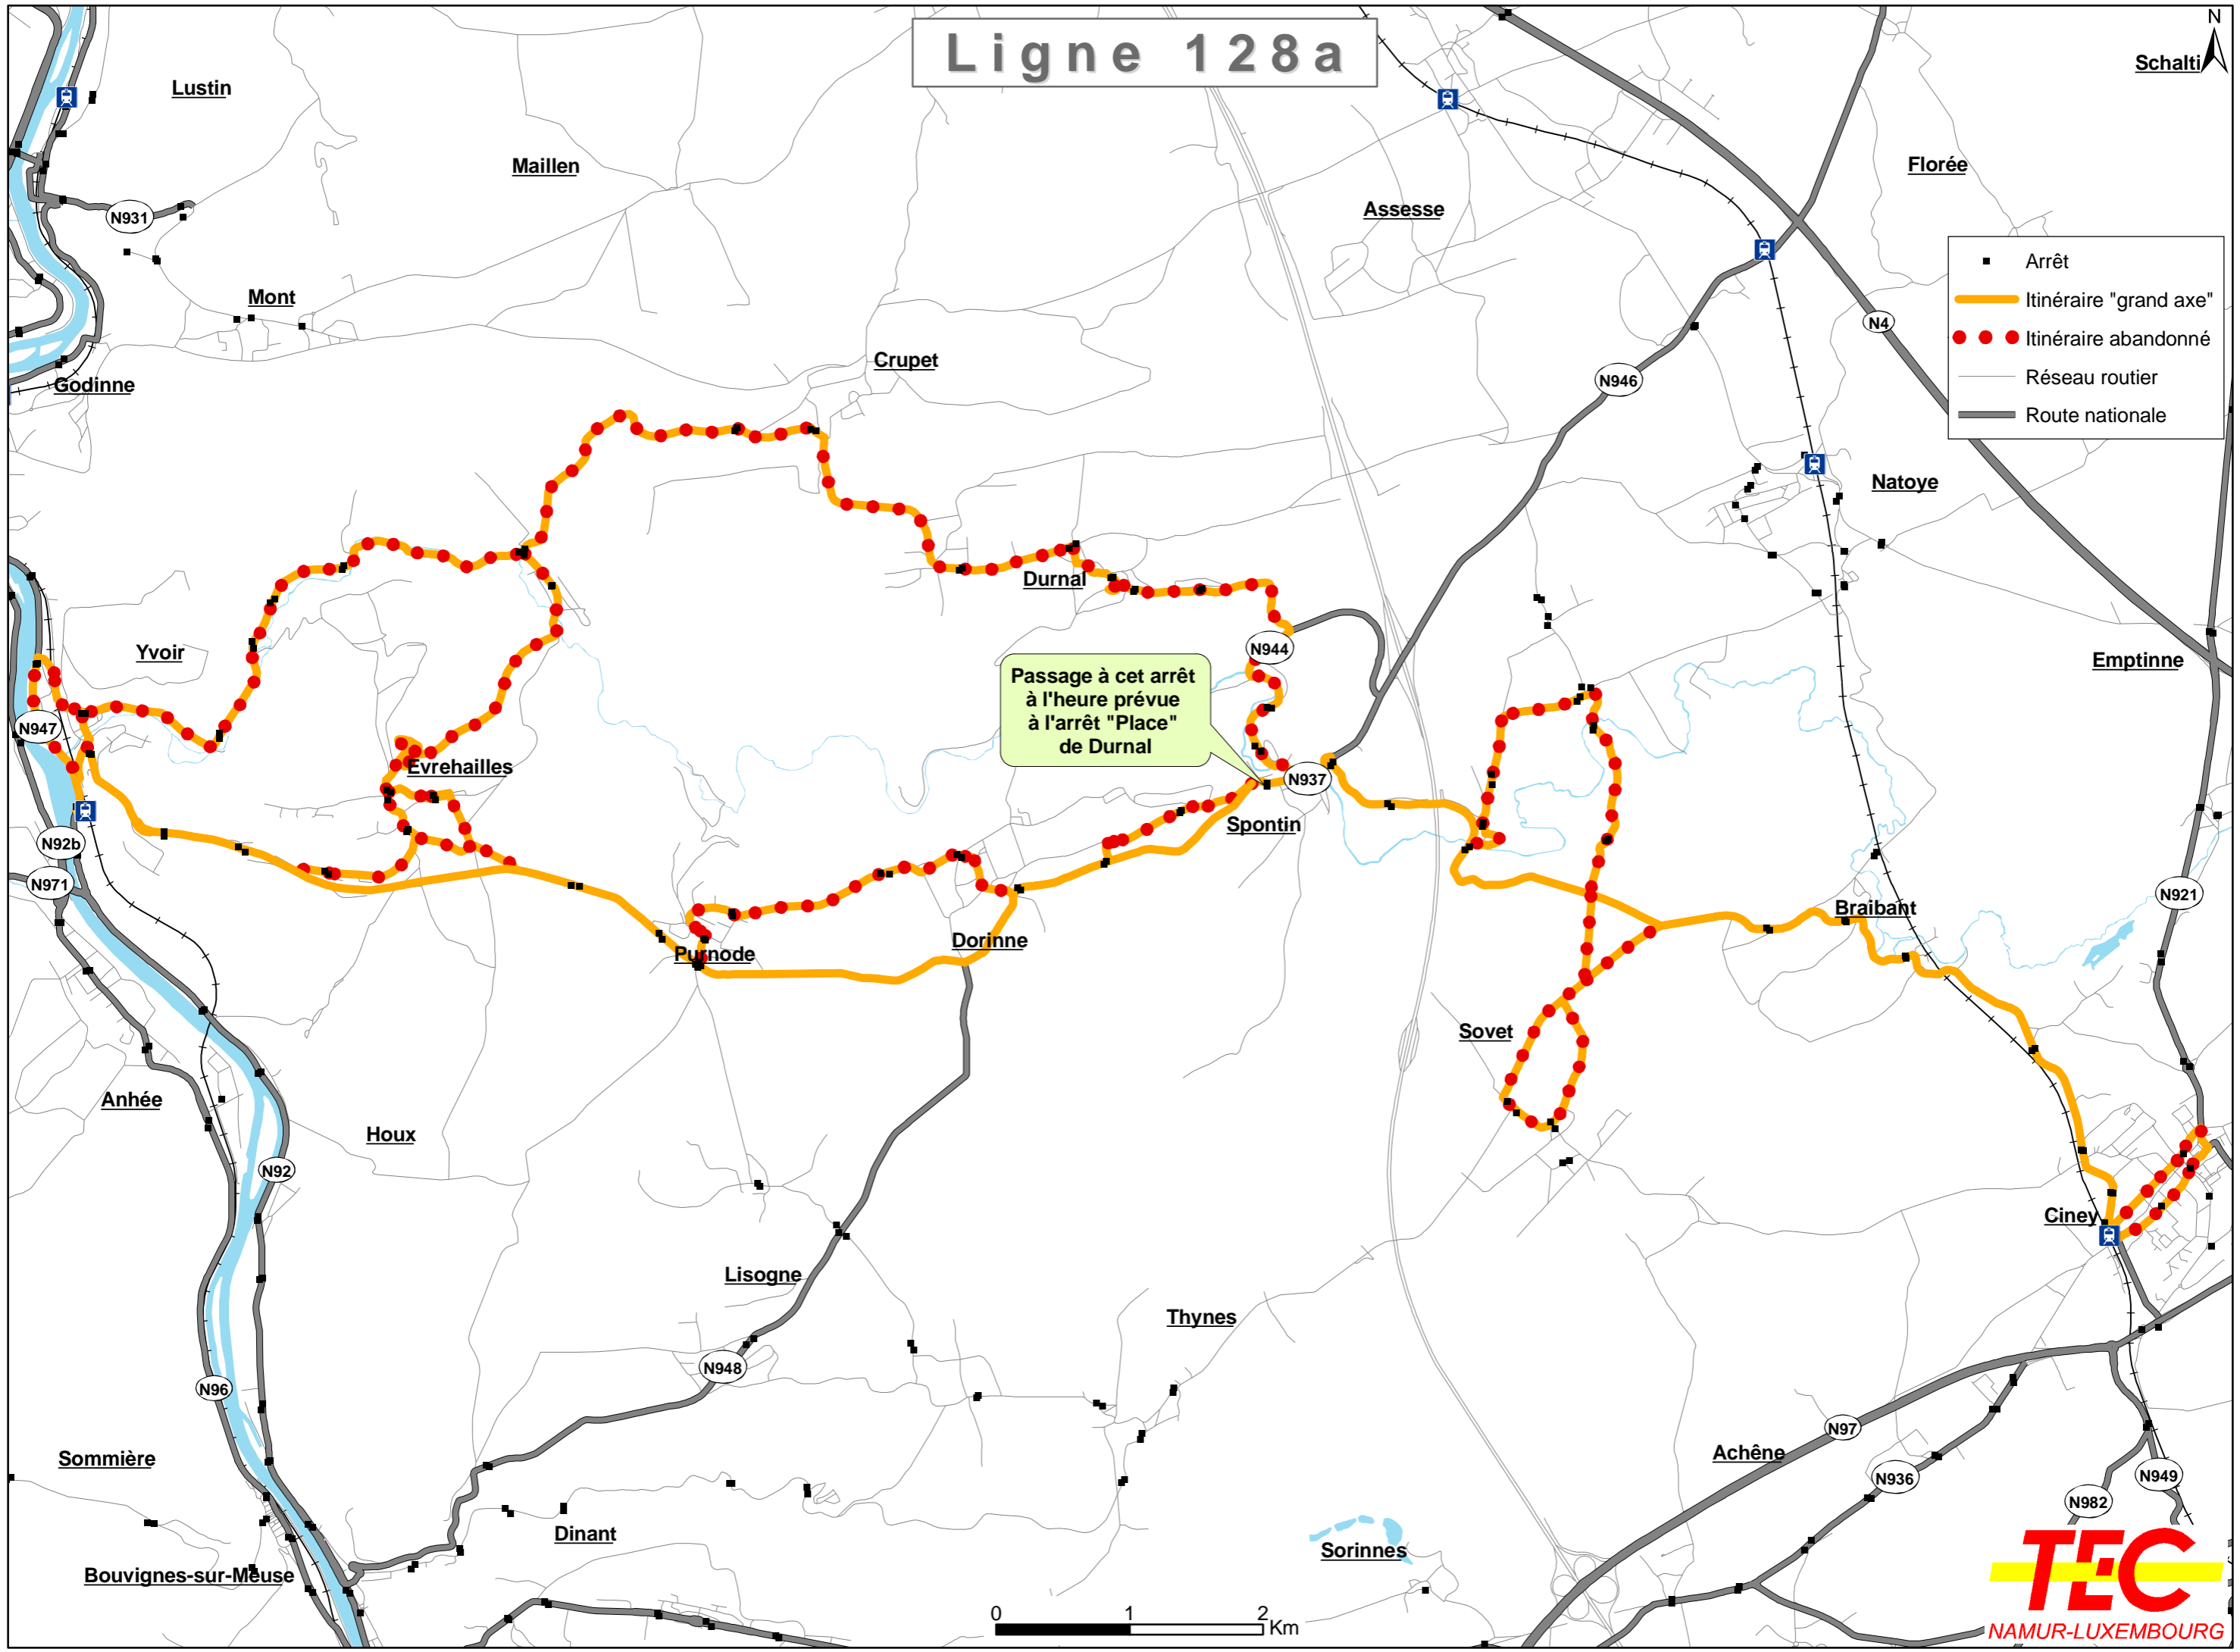 Ligne 128a
N
Schalti
Lustin
Maillen
Florée
Assesse
N931
Arrêt
Itinéraire "grand axe"
Itinéraire abandonné
Réseau routier
Route nationale
Mont
N4
Crupet
Godinne
N946
Natoye
Durnal
Yvoir
N944
Emptinne
Passage à cet arrêt
à l'heure prévue
à l'arrêt "Place"
de Durnal
N947
Evrehailles
N937
Spontin
N92b
N971
N921
Braibant
Dorinne
Purnode
Sovet
Anhée
Houx
N92
Ciney
Lisogne
Thynes
N948
N96
N97
Achêne
Sommière
N936
N949
N982
Dinant
Sorinnes
Bouvignes-sur-Meuse
TEC
NAMUR-LUXEMBOURG
0 1 2
Km